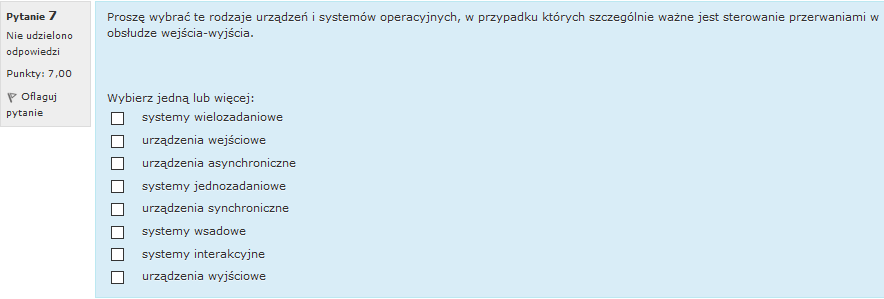 Pytanie 7
Nie udzielono
odpowiedzi
Punkty: 7,00
Oflaguj
pytanie
Proszę wybrać te rodzaje urządzeń i systemów operacyjnych, w przypadku których szczególnie ważne jest sterowanie przerwaniami w
obsłudze wejścia-wyjścia.
Wybierz jedną lub więcej:
systemy wielozadaniowe
urządzenia wejściowe
urządzenia asynchroniczne
systemy jednozadaniowe
urządzenia synchroniczne
systemy wsadowe
systemy interakcyjne
urządzenia wyjściowe